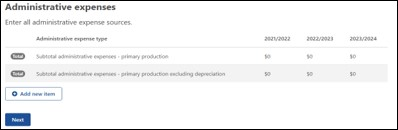 Administrative expenses
Enter all administrative expense sources.
Administrative expense type 2021/2022 2022/2023 2023/2024
Total Subtotal administrative expenses - primary production $0 $0 $0
Total Subtotal administrative expenses - primary production excluding depreciation $0 $0 $0
Add new item
Next